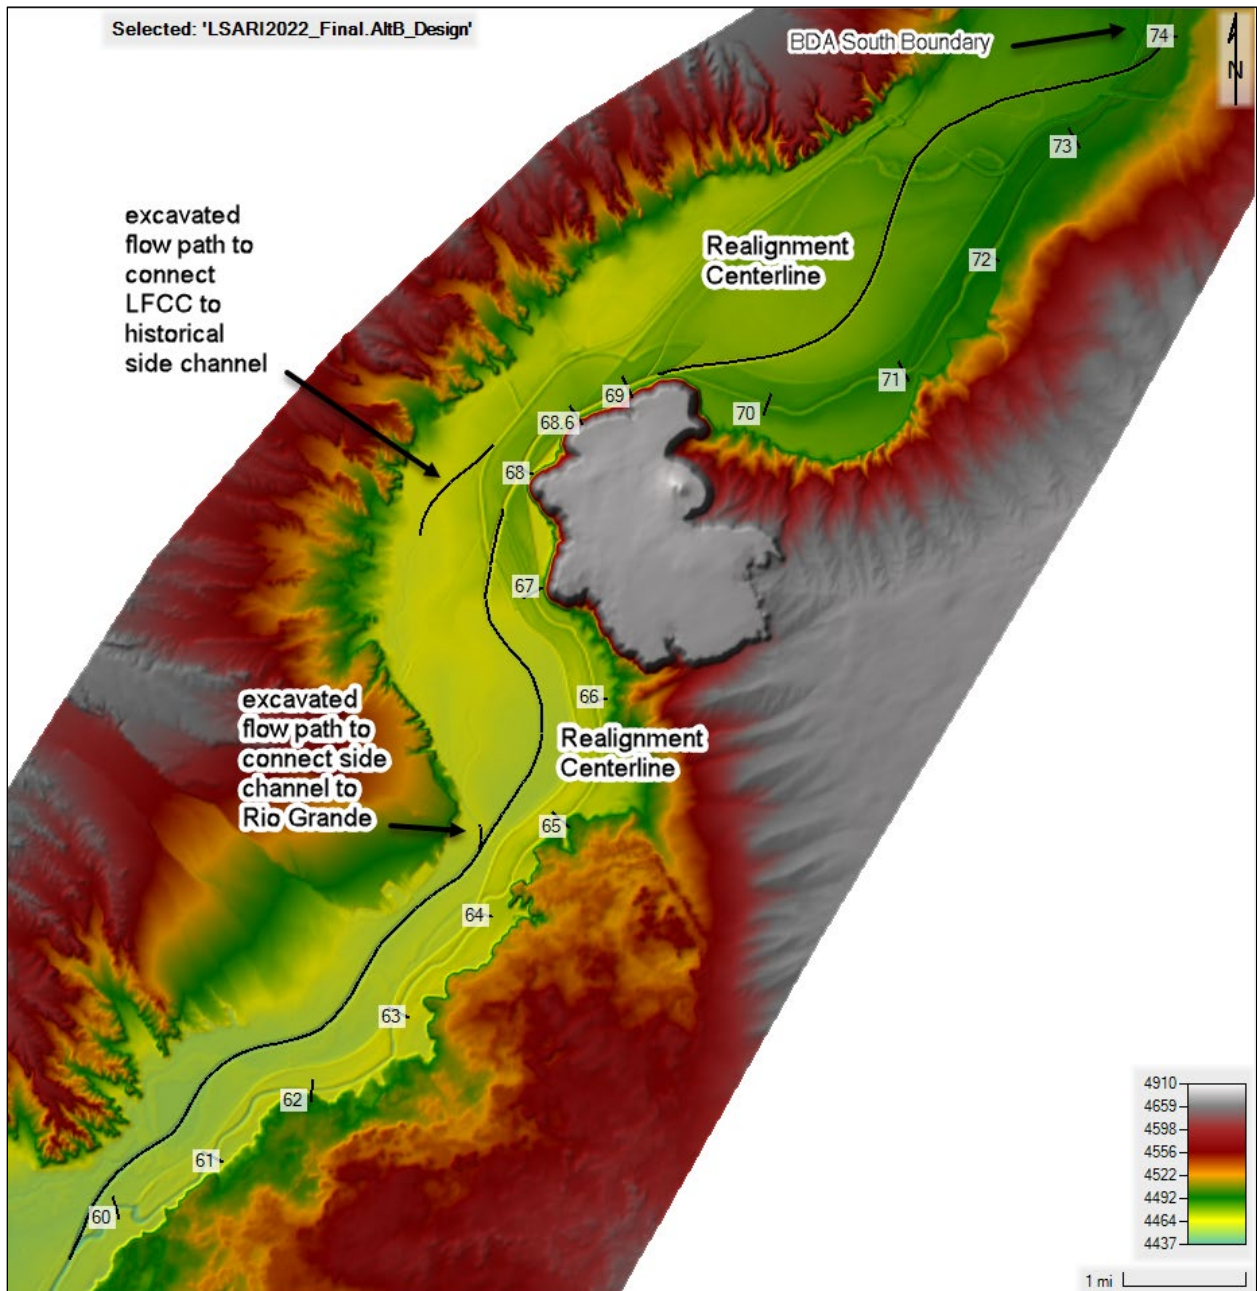 Selected: 'LSARI2022_Final.AltB_Design'
BDA South Boundary
74
N
73
excavated
flow path to
connect
LFCC to
historical
side channel
Realignment
Centerline
72
71
70
69
68.6
68
67
66
excavated
flow path to
connect side
channel to
Rio Grande
Realignment
Centerline
65
64
63
62
61
60
4910
4659
4598
4556
4522
4492
4464
4437
1 mi